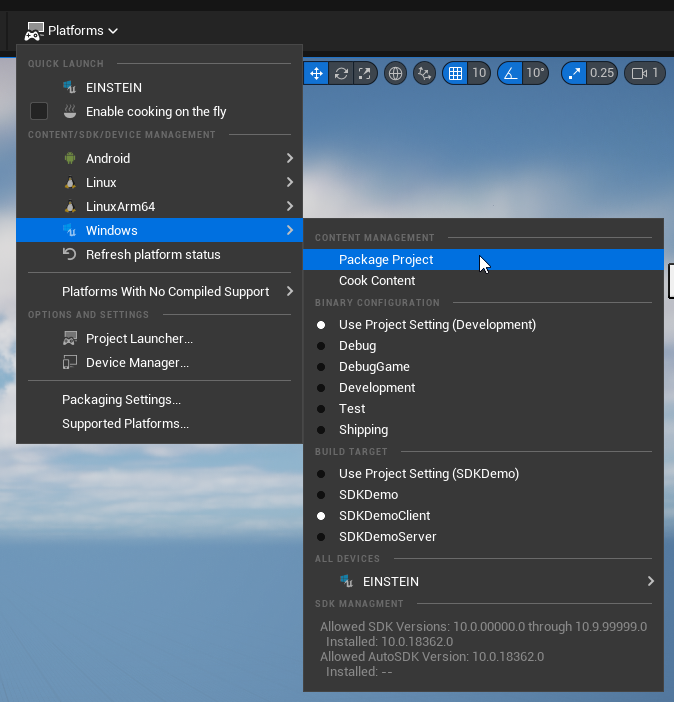 Platforms
QUICK LAUNCH
EINSTEIN
Enable cooking on the fly
CONTENT/SDK/DEVICE MANAGEMENT
Android
Linux
LinuxArm64
Windows
Refresh platform status
Platforms With No Compiled Support
OPTIONS AND SETTINGS
Project Launcher...
Device Manager...
Packaging Settings...
Supported Platforms...
10
10°
0.25
1
CONTENT MANAGEMENT
Package Project
Cook Content
BINARY CONFIGURATION
Use Project Setting (Development)
Debug
DebugGame
Development
Test
Shipping
BUILD TARGET
Use Project Setting (SDKDemo)
SDKDemo
SDKDemoClient
SDKDemoServer
ALL DEVICES
EINSTEIN
SDK MANAGMENT
Allowed SDK Versions: 10.0.00000.0 through 10.9.99999.0
Installed: 10.0.18362.0
Allowed AutoSDK Version: 10.0.18362.0
Installed: --